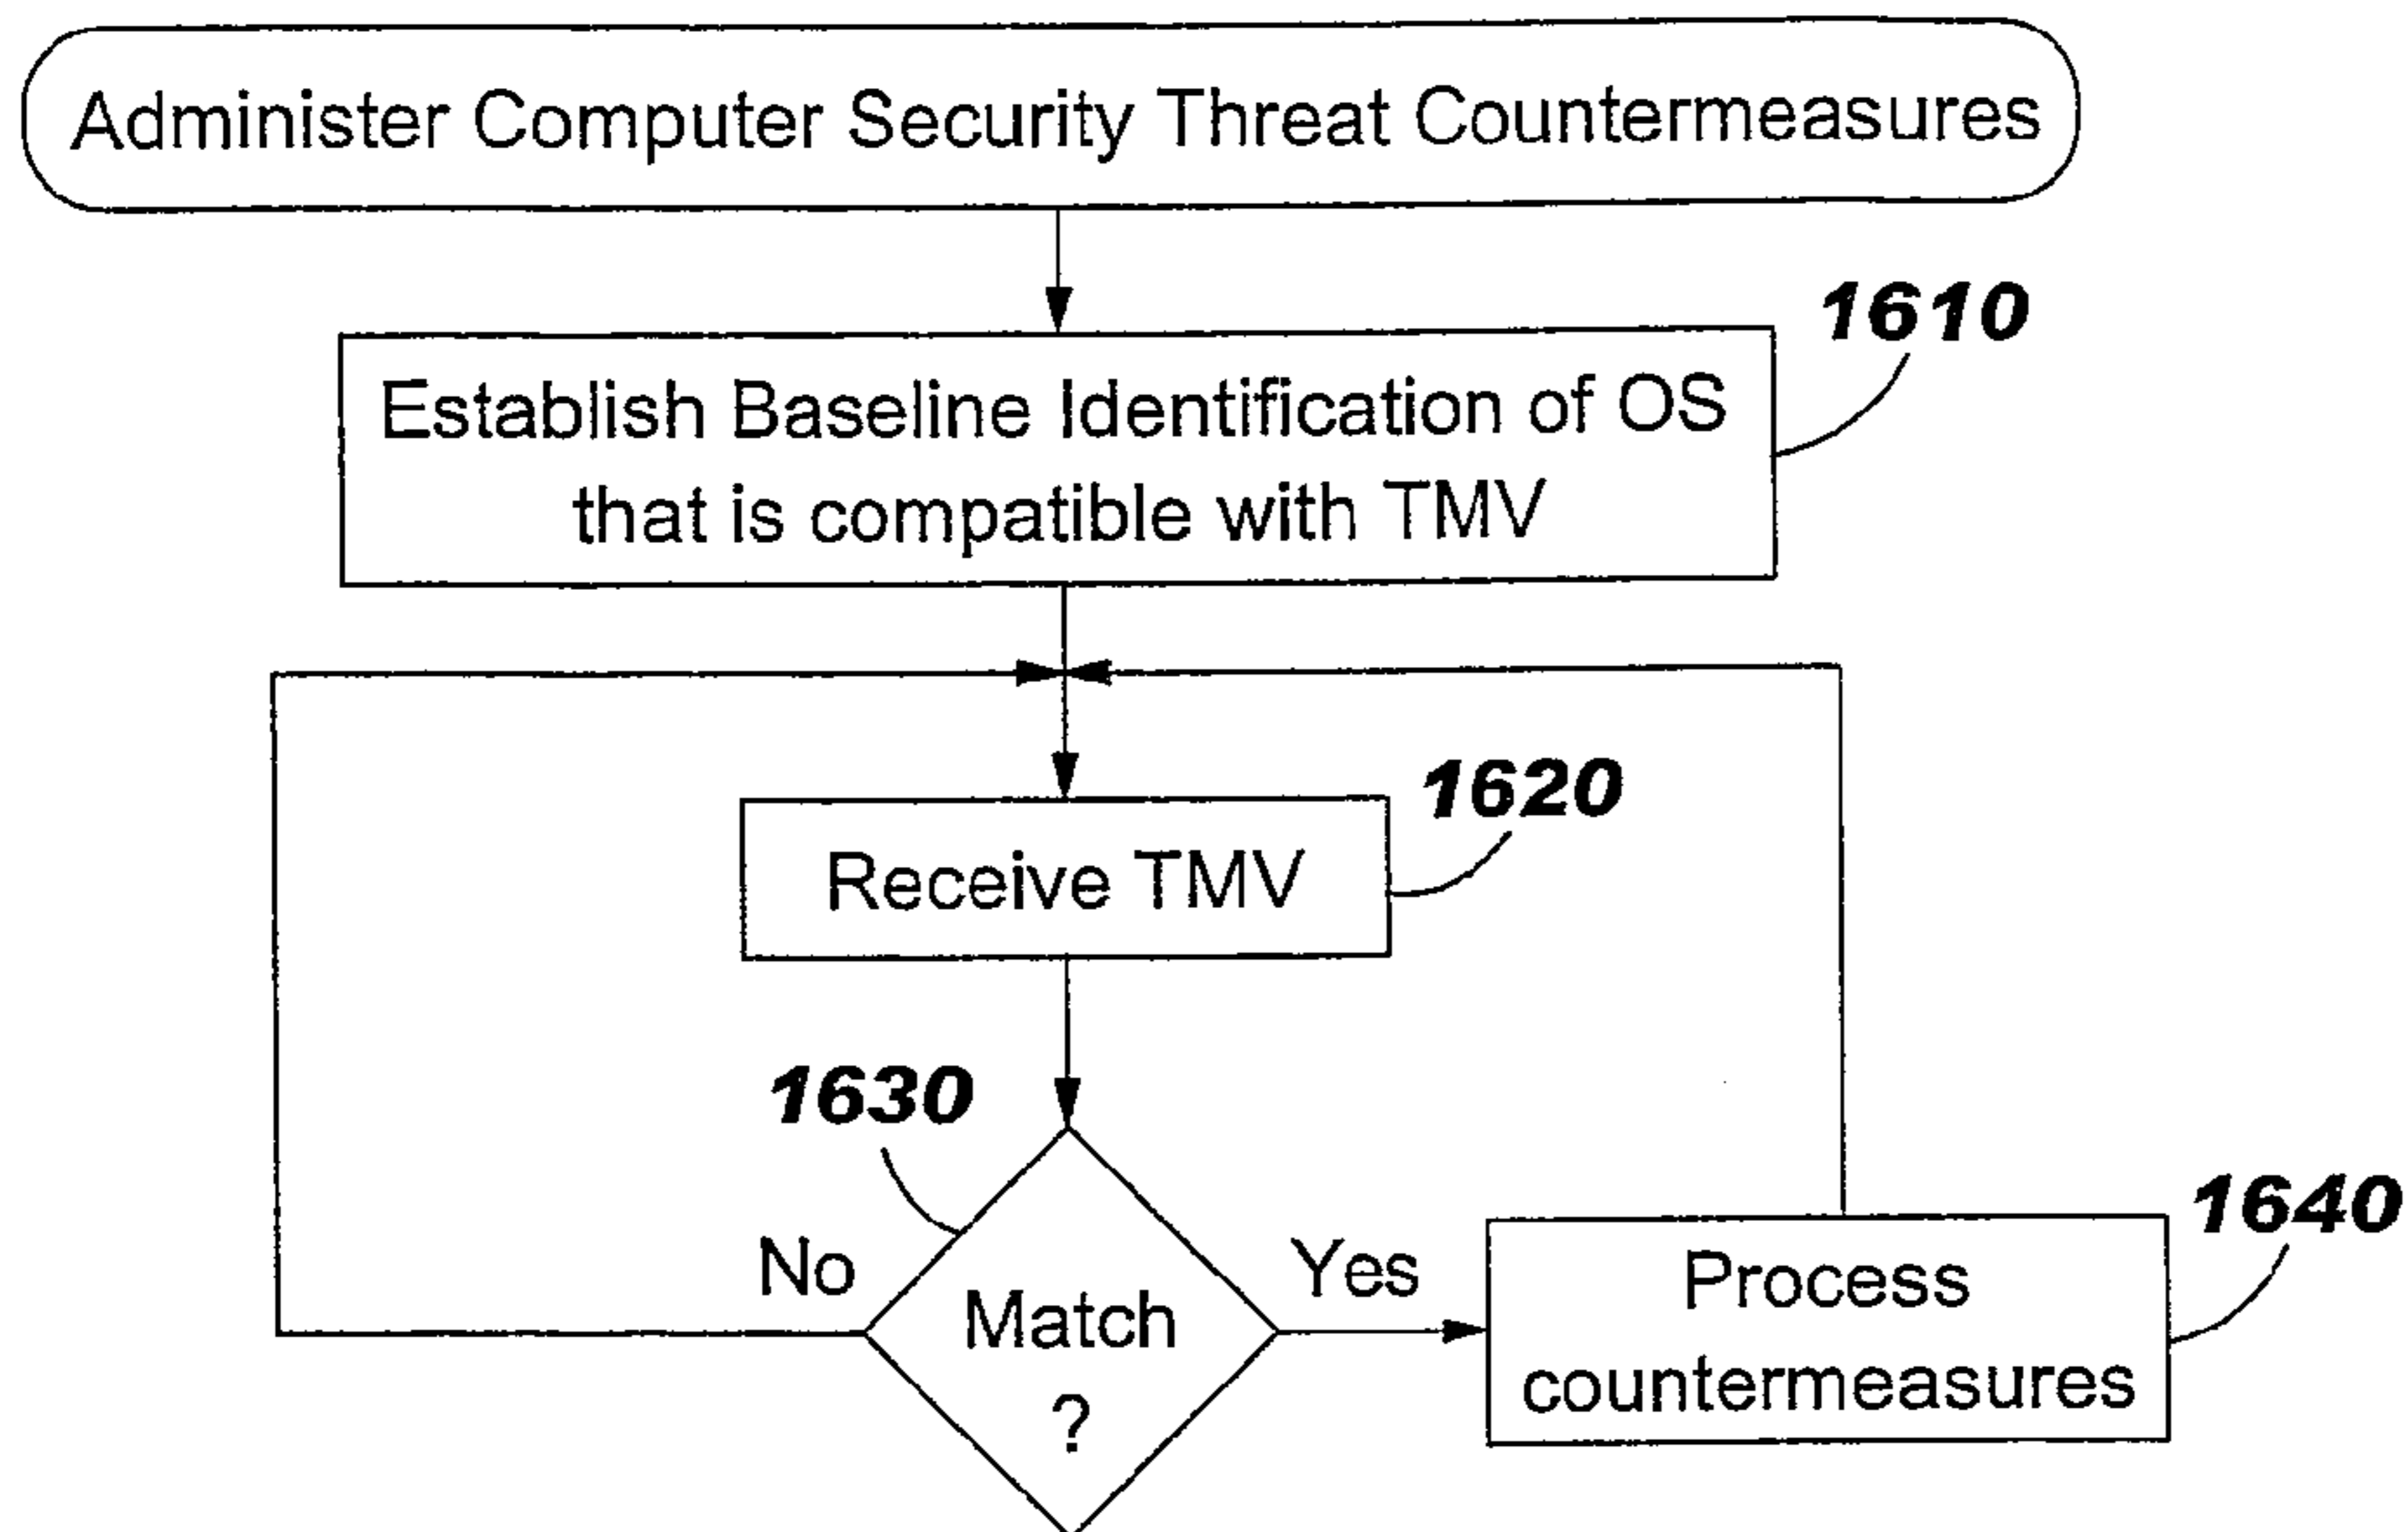 Administer Computer Security Threat Countermeasures
1610
Establish Baseline Identification of OS
that is compatible with TMV
1620
Receive TMV
1630
No
Match
?
Yes
1640
Process
countermeasures